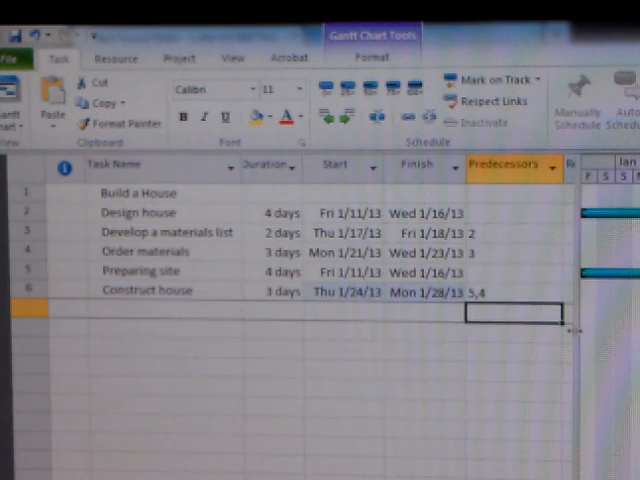 Gantt Chart Tools
File Task Resource Project View Acrobat Format
Cut
Calibri 11
Mark on Track
Copy
Respect Links
Paste
Manually Schedule
Format Painter
B I U A
Inactivate
Clipboard Font Schedule
Task Name Duration Start Finish Predecessors Jan
F S S
1 Build a House
2 Design house 4 days Fri 1/11/13 Wed 1/16/13
3 Develop a materials list 2 days Thu 1/17/13 Fri 1/18/13 2
4 Order materials 3 days Mon 1/21/13 Wed 1/23/13 3
5 Preparing site 4 days Fri 1/11/13 Wed 1/16/13
6 Construct house 3 days Thu 1/24/13 Mon 1/28/13 5,4